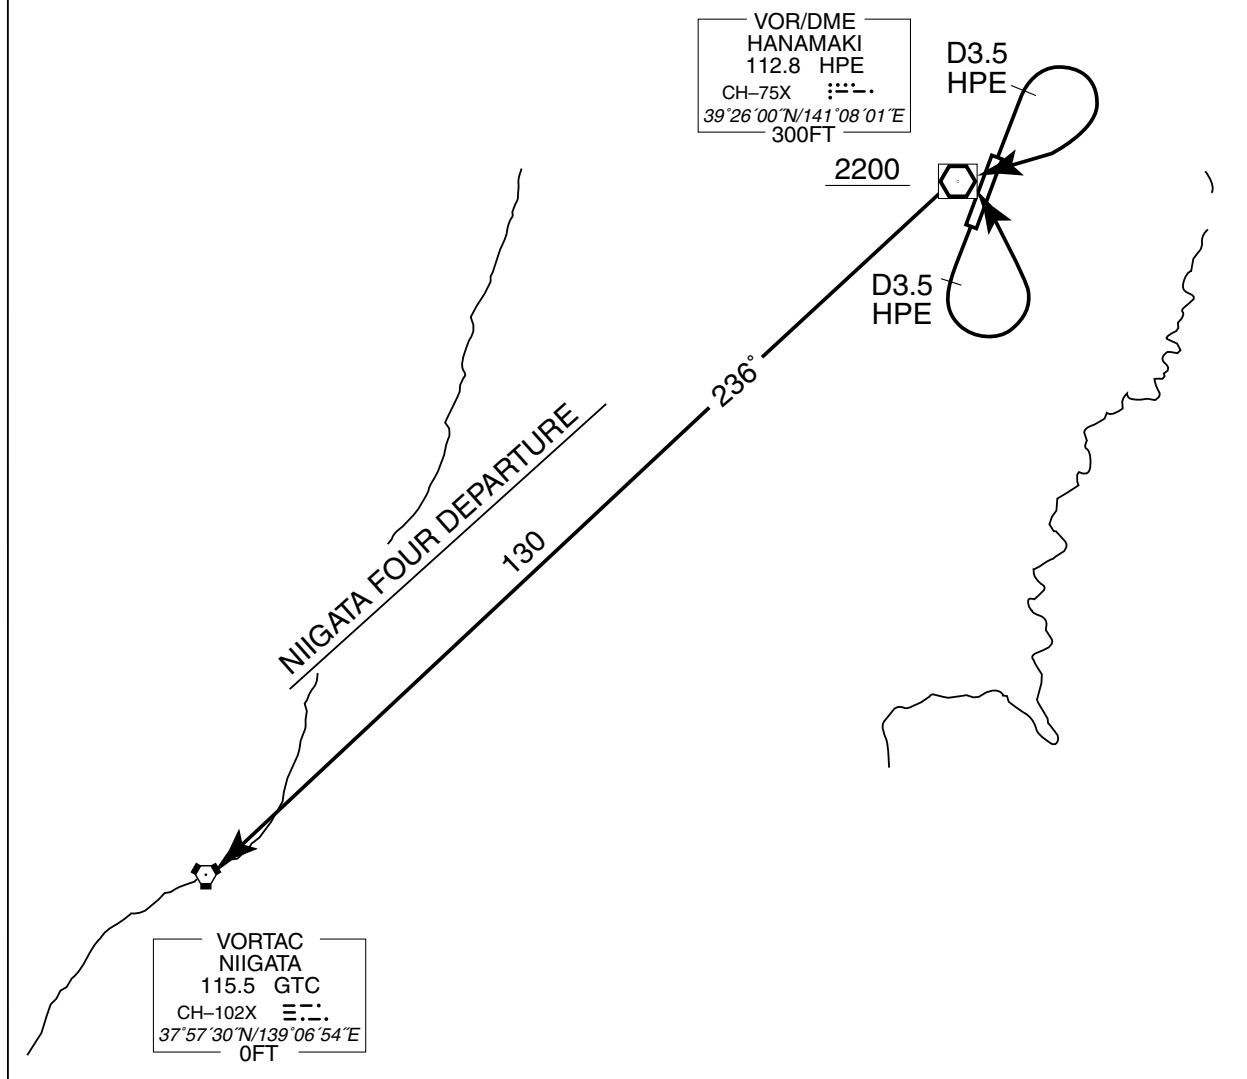 VOR/DME
HANAMAKI
112.8 HPE
CH–75X
39°26´00˝N/141°08´01˝E
300FT
D3.5
HPE
2200
D3.5
HPE
236°
NIIGATA FOUR DEPARTURE
130
VORTAC
NIIGATA
115.5 GTC
CH–102X
37°57´30˝N/139°06´54˝E
0FT